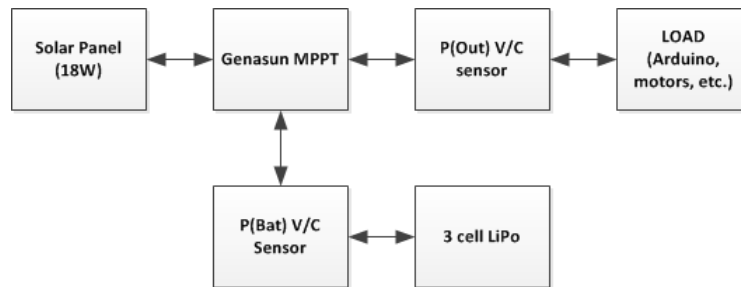 Solar Panel
(18W)
Genasun MPPT
P(Out) V/C
sensor
LOAD
(Arduino,
motors, etc.)
P(Bat) V/C
Sensor
3 cell LiPo